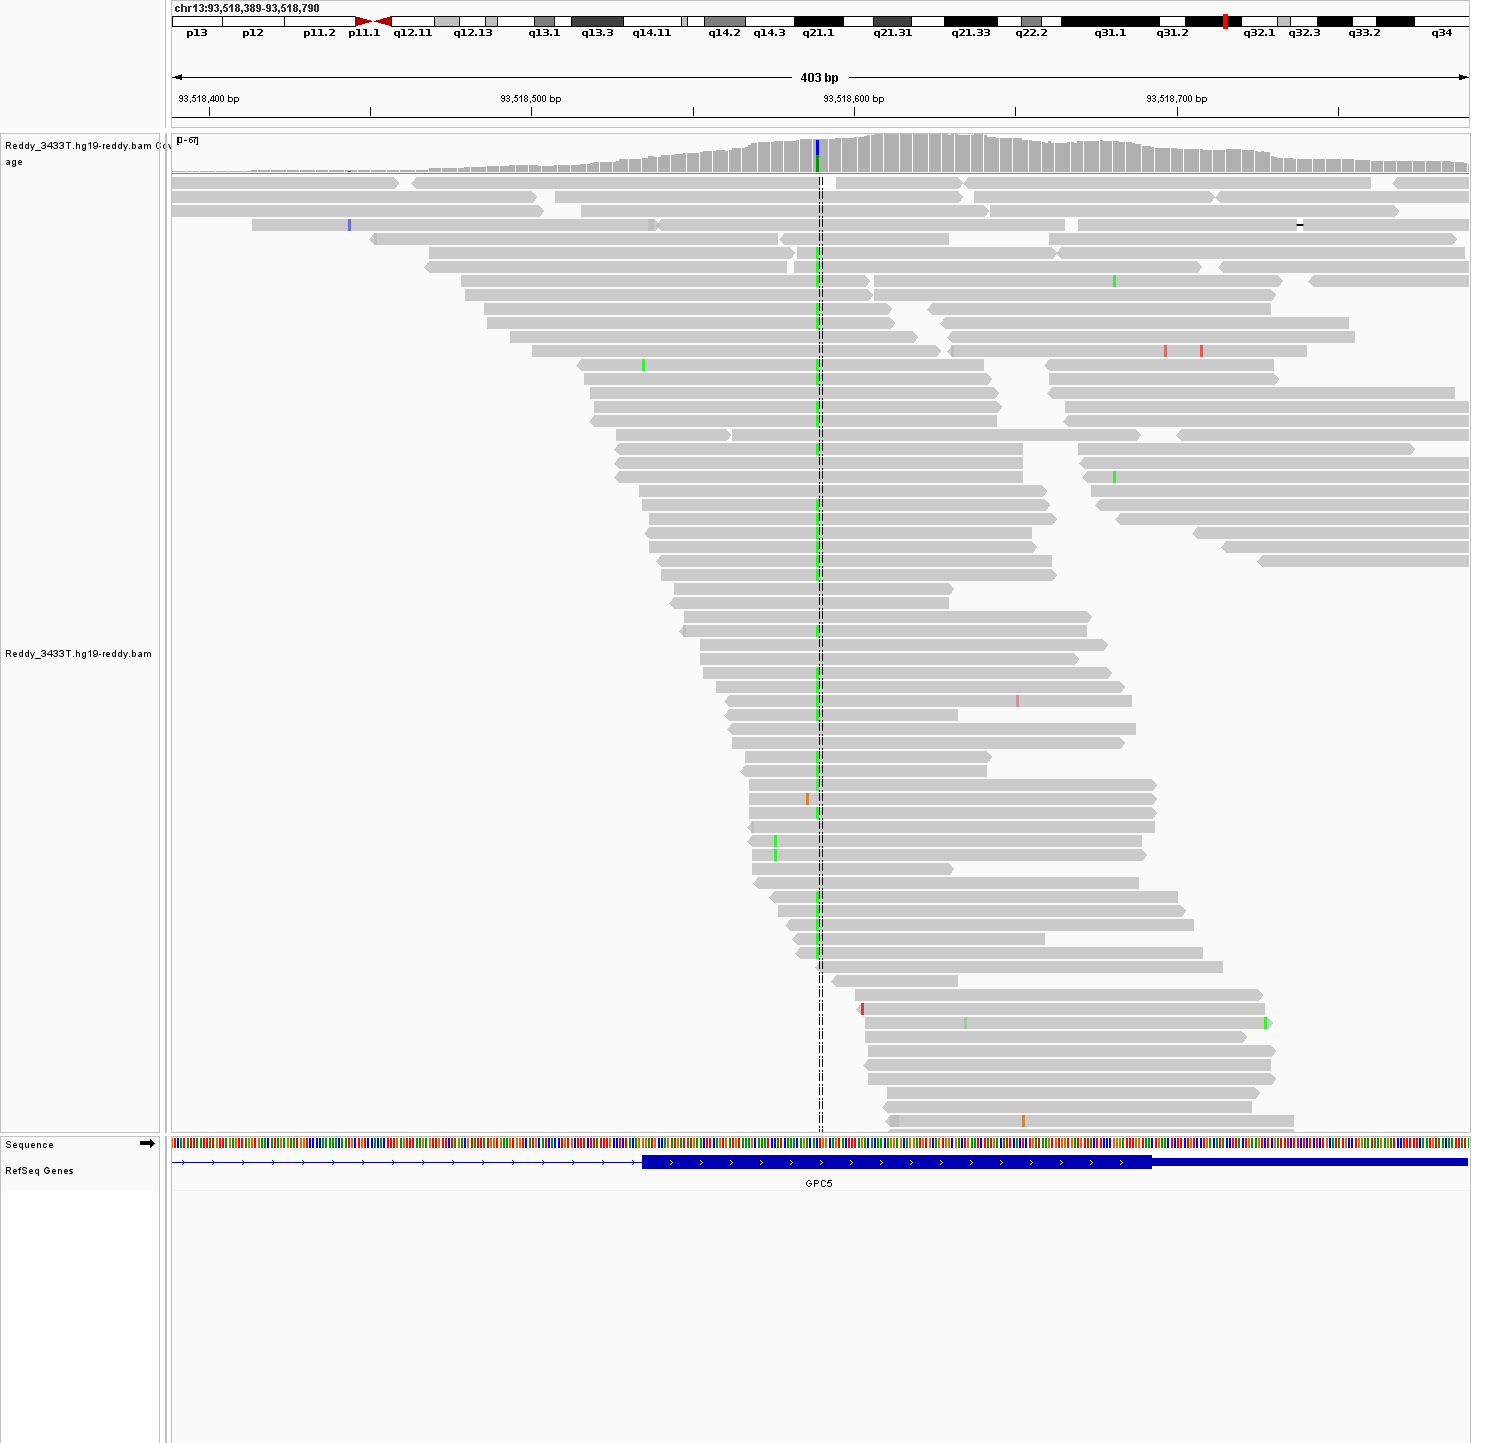 chr13:93,518,389-93,518,790
p13 p12 p11.2 p11.1 q12.11 q12.13 q13.1 q13.3 q14.11 q14.2 q14.3 q21.1 q21.31 q21.33 q22.2 q31.1 q31.2 q32.1 q32.3 q33.2 q34
403 bp
93,518,400 bp 93,518,500 bp 93,518,600 bp 93,518,700 bp
[0 - 67]
Reddy_3433T.hg19-reddy.bam Cov
age
Reddy_3433T.hg19-reddy.bam
Sequence
RefSeq Genes
GPC5